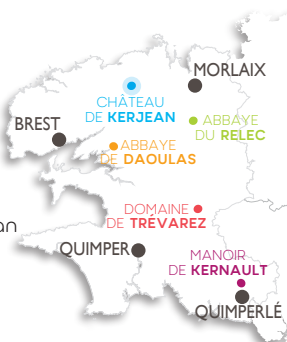 MORLAIX
CHÂTEAU
DE KERJEAN
BREST
ABBAYE
DU RELEC
ABBAYE
DE DAOULAS
DOMAINE
DE TRÉVAREZ
an
QUIMPER
MANOIR
DE KERNAULT
QUIMPERLÉ